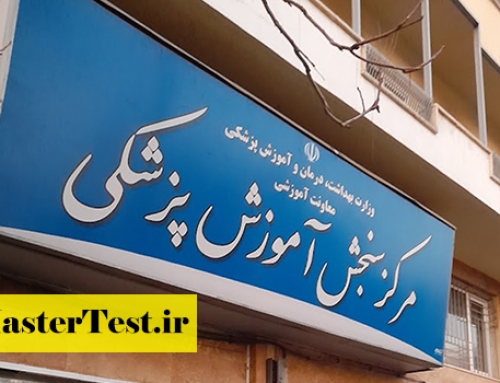 وزارت بهداشت، درمان و آموزش پزشکی
معاونت آموزشی
مرکز سنجش آموزش پزشکی
MasterTest.ir